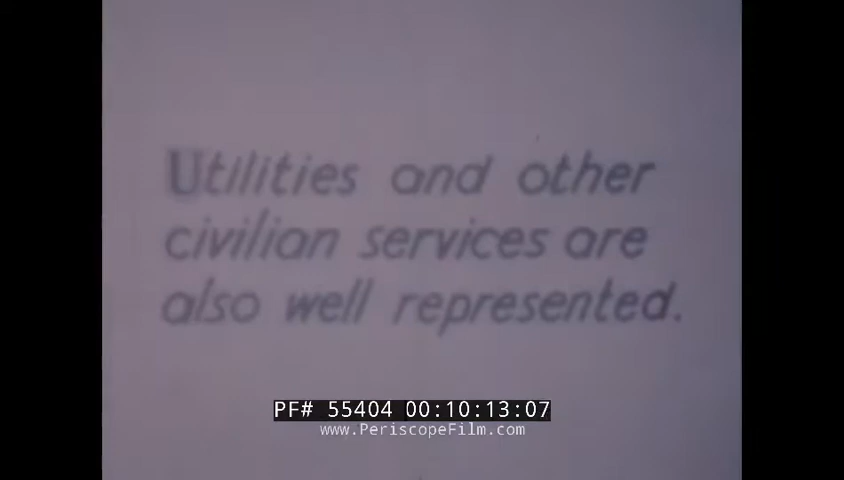 Utilities and other
civilian services are
also well represented.
PF# 55404 00:10:13:07
www.PeriscopeFilm.com